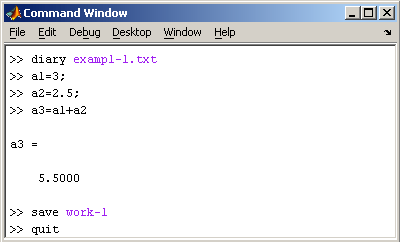 Command Window
File Edit Debug Desktop Window Help
>> diary exampl-1.txt
>> a1=3;
>> a2=2.5;
>> a3=a1+a2
a3 =
5.5000
>> save work-1
>> quit